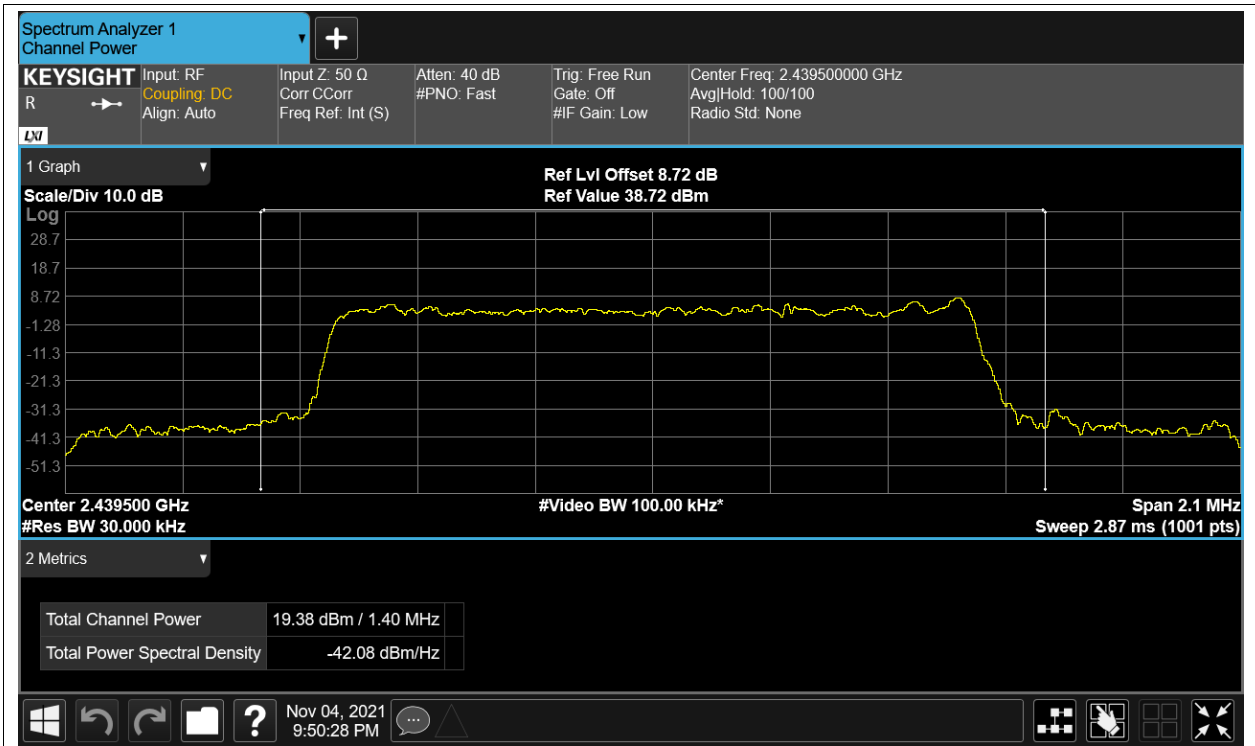 Spectrum Analyzer 1
Channel Power
KEYSIGHT
R
LXI
Input: RF
Coupling: DC
Align: Auto
Input Z: 50 Ω
Corr CCorr
Freq Ref: Int (S)
Atten: 40 dB
#PNO: Fast
Trig: Free Run
Gate: Off
#IF Gain: Low
Center Freq: 2.439500000 GHz
Avg|Hold: 100/100
Radio Std: None
1 Graph
Ref Lvl Offset 8.72 dB
Scale/Div 10.0 dB
Ref Value 38.72 dBm
Log
28.7
18.7
8.72
-1.28
-11.3
-21.3
-31.3
-41.3
-51.3
Center 2.439500 GHz
#Video BW 100.00 kHz*
Span 2.1 MHz
#Res BW 30.000 kHz
Sweep 2.87 ms (1001 pts)
2 Metrics
Total Channel Power 19.38 dBm / 1.40 MHz
Total Power Spectral Density -42.08 dBm/Hz
?
Nov 04, 2021
9:50:28 PM